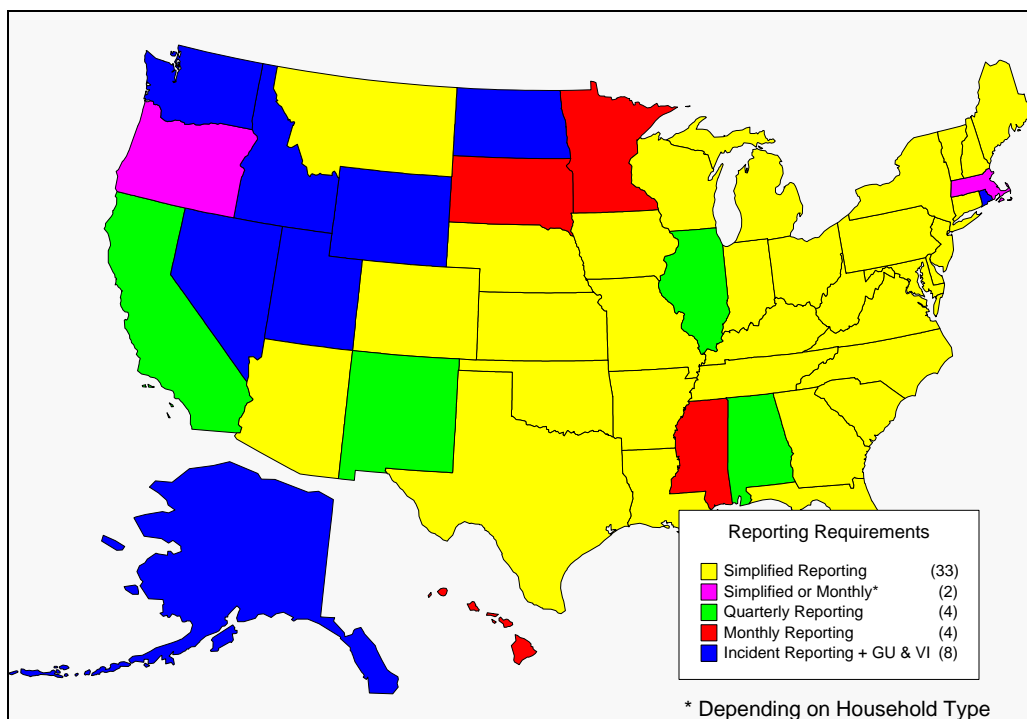 Reporting Requirements
Simplified Reporting (33)
Simplified or Monthly* (2)
Quarterly Reporting (4)
Monthly Reporting (4)
Incident Reporting + GU & VI (8)
* Depending on Household Type